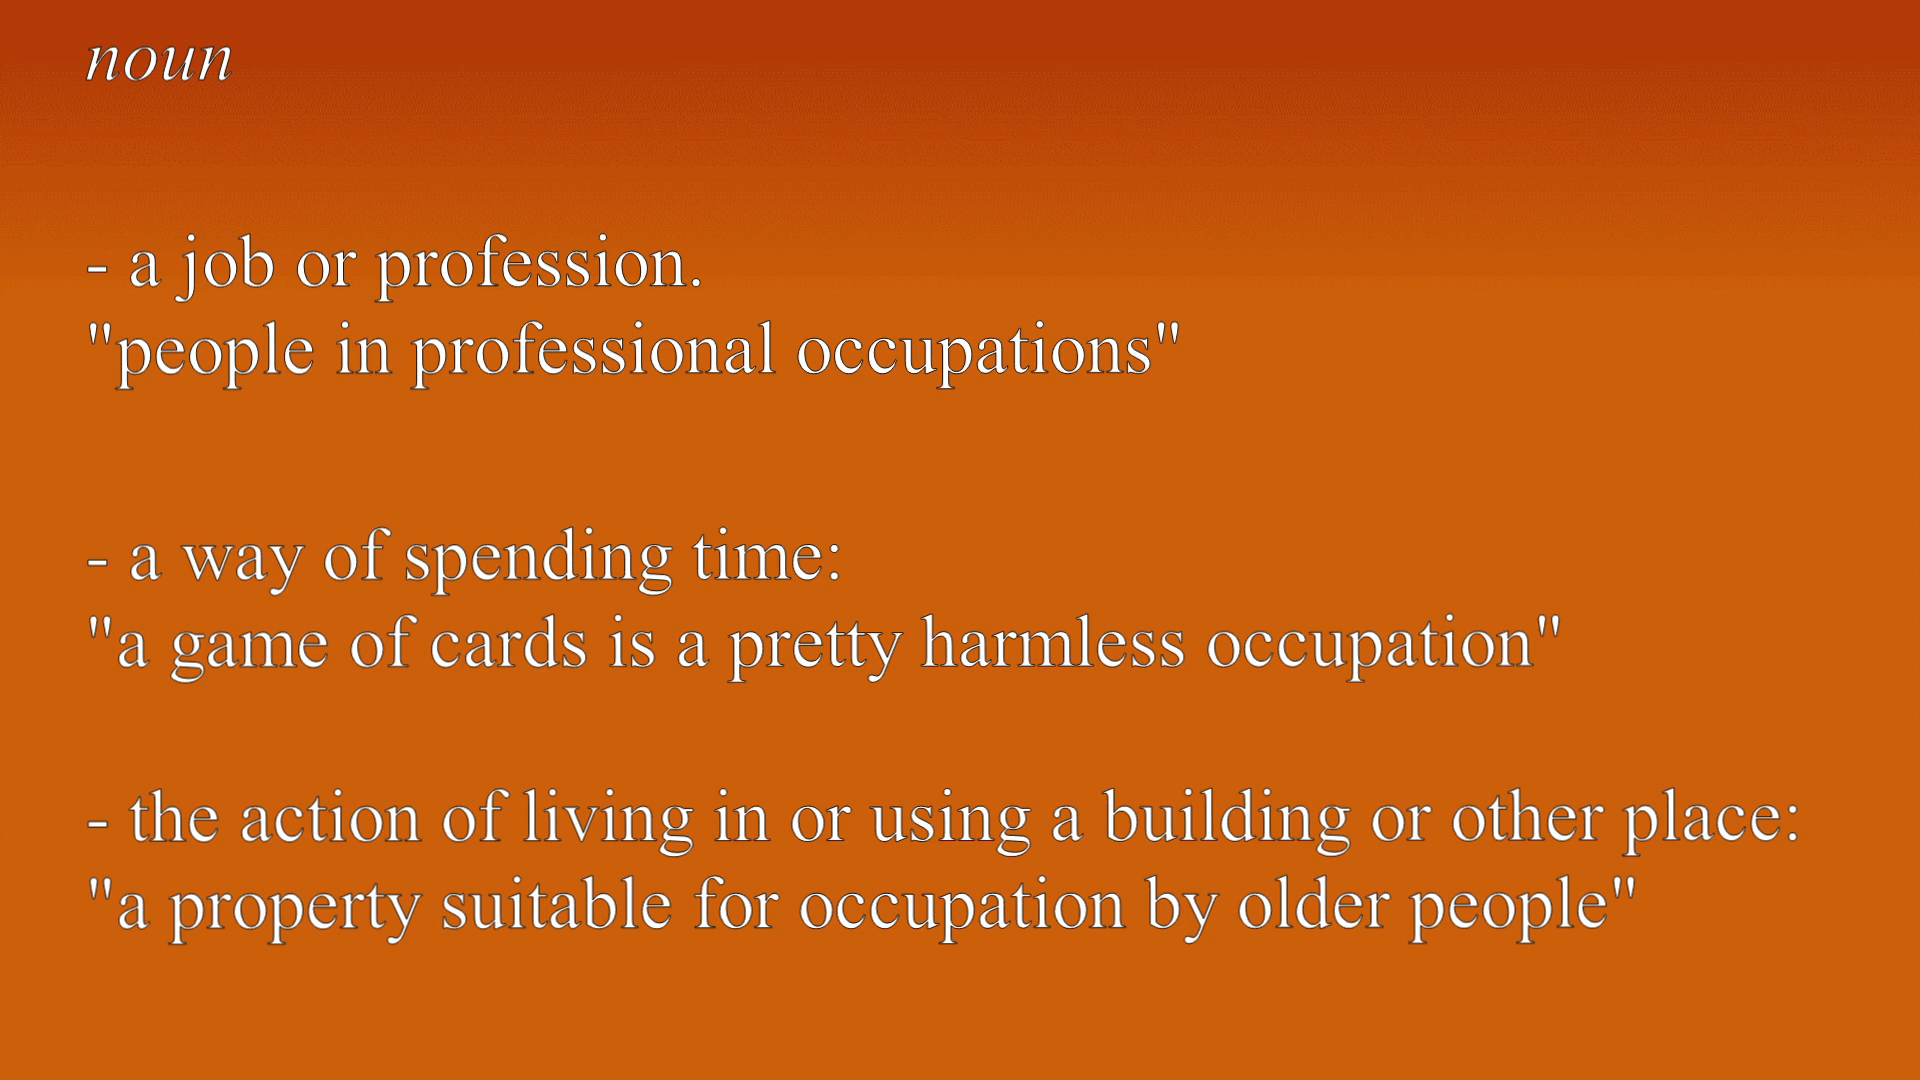 noun
- a job or profession.
"people in professional occupations"
- a way of spending time:
"a game of cards is a pretty harmless occupation"
- the action of living in or using a building or other place:
"a property suitable for occupation by older people"